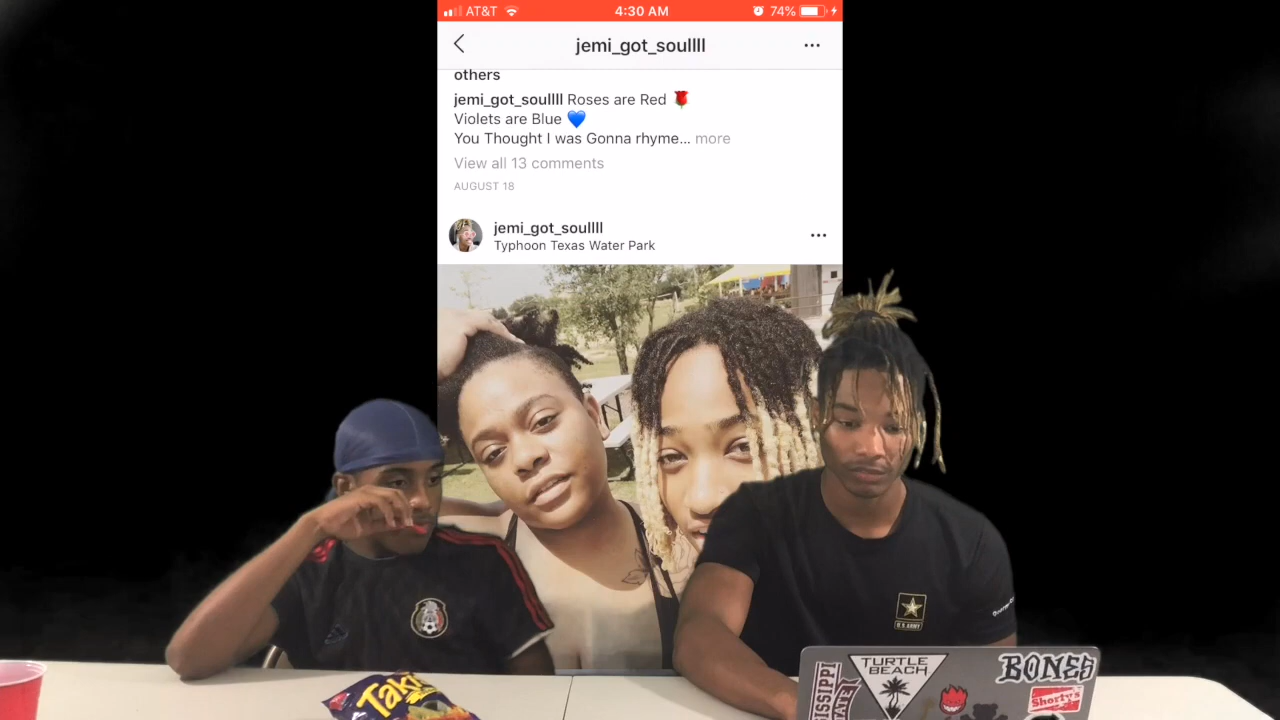 AT&T
4:30 AM
74%
jemi_got_soullll
others
jemi_got_soullll Roses are Red 🌹
Violets are Blue 💙
You Thought I was Gonna rhyme... more
View all 13 comments
AUGUST 18
jemi_got_soullll
Typhoon Texas Water Park
U.S. ARMY
Takis
TURTLE
BEACH
BONES
Shorty's